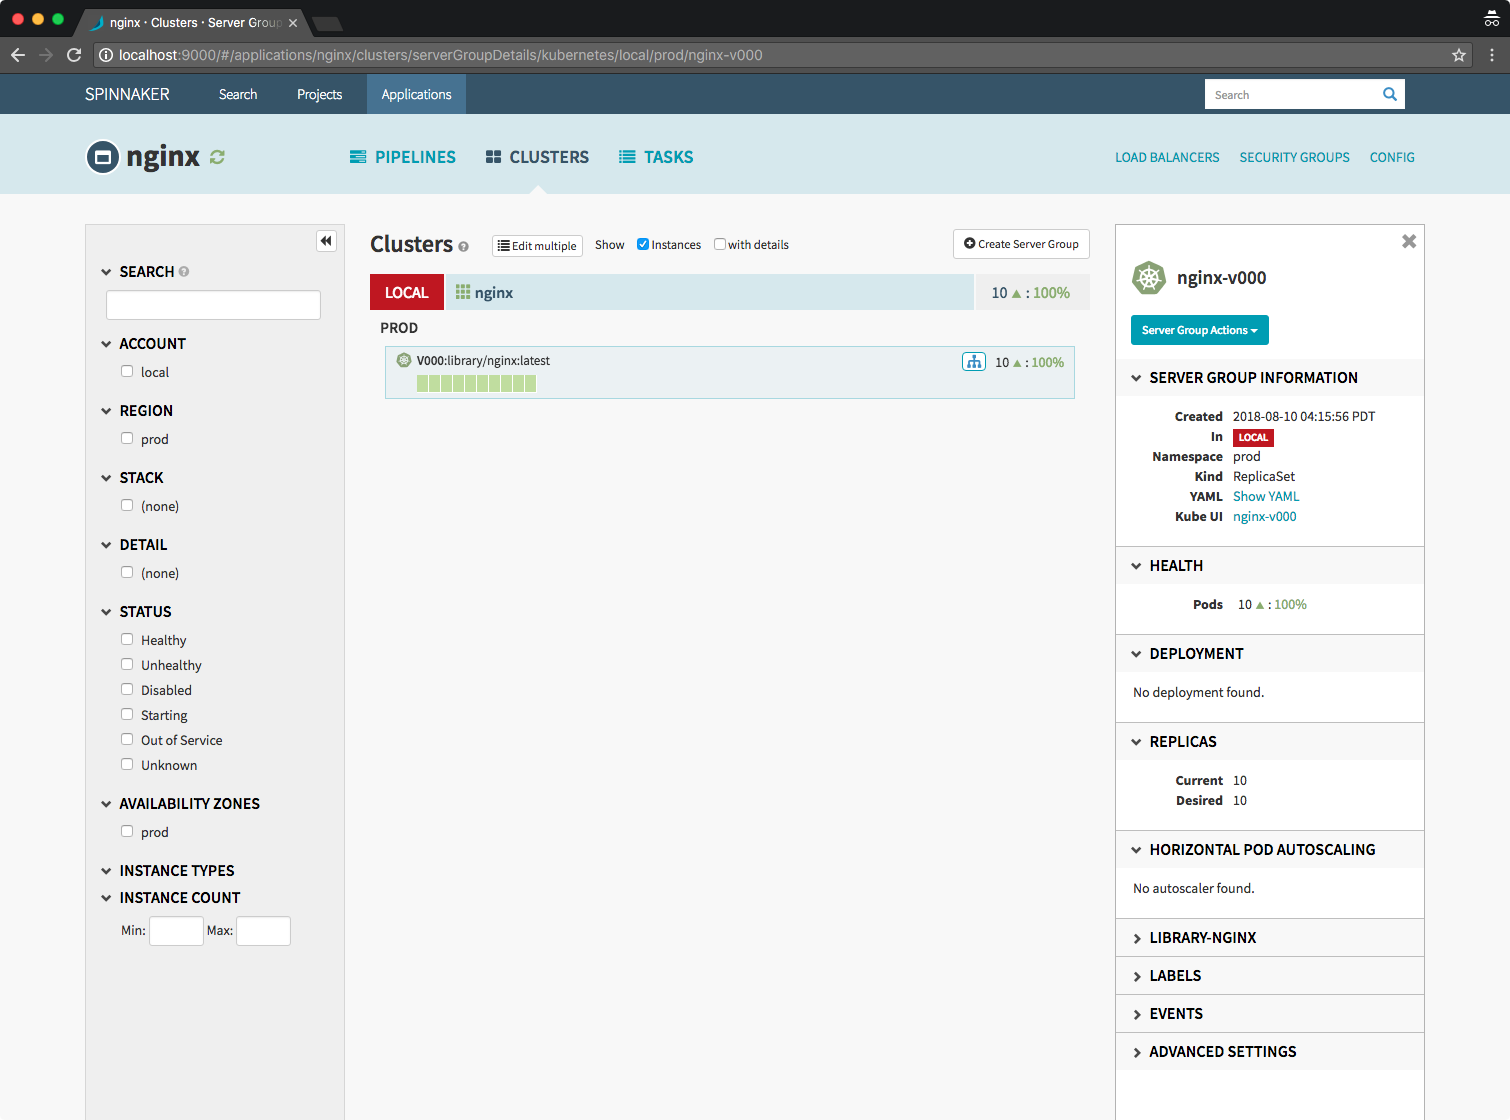 nginx · Clusters · Server Group
localhost:9000/#/applications/nginx/clusters/serverGroupDetails/kubernetes/local/prod/nginx-v000
SPINNAKER Search Projects Applications Search
nginx PIPELINES CLUSTERS TASKS LOAD BALANCERS SECURITY GROUPS CONFIG
SEARCH
ACCOUNT
local
REGION
prod
STACK
(none)
DETAIL
(none)
STATUS
Healthy
Unhealthy
Disabled
Starting
Out of Service
Unknown
AVAILABILITY ZONES
prod
INSTANCE TYPES
INSTANCE COUNT
Min: Max:
Clusters Edit multiple Show Instances with details Create Server Group
LOCAL nginx 10 : 100%
PROD
V000:library/nginx:latest 10 : 100%
nginx-v000
Server Group Actions
SERVER GROUP INFORMATION
Created 2018-08-10 04:15:56 PDT
In LOCAL
Namespace prod
Kind ReplicaSet
YAML Show YAML
Kube UI nginx-v000
HEALTH
Pods 10 : 100%
DEPLOYMENT
No deployment found.
REPLICAS
Current 10
Desired 10
HORIZONTAL POD AUTOSCALING
No autoscaler found.
LIBRARY-NGINX
LABELS
EVENTS
ADVANCED SETTINGS